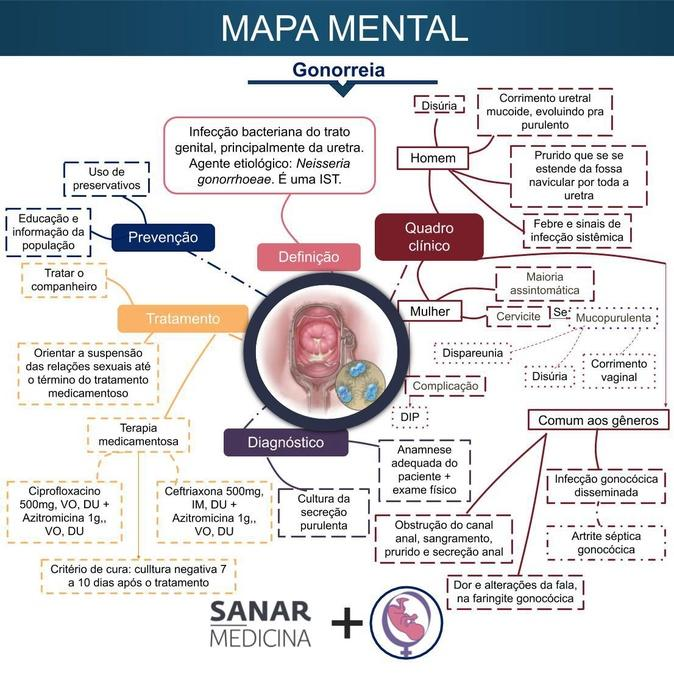 MAPA MENTAL
Gonorreia
Infecção bacteriana do trato
genital, principalmente da uretra.
Agente etiológico: Neisseria
gonorrhoeae. É uma IST.
Definição
Uso de
preservativos
Educação e
informação da
população
Prevenção
Tratar o
companheiro
Tratamento
Orientar a suspensão
das relações sexuais até
o término do tratamento
medicamentoso
Terapia
medicamentosa
Ciprofloxacino
500mg, VO, DU +
Azitromicina 1g,,
VO, DU
Ceftriaxona 500mg,
IM, DU +
Azitromicina 1g,,
VO, DU
Critério de cura: cultura negativa 7
a 10 dias após o tratamento
Diagnóstico
Cultura da
secreção
purulenta
Anamnese
adequada do
paciente +
exame físico
Quadro
clínico
Homem
Disúria
Corrimento uretral
mucoide, evoluindo pra
purulento
Prurido que se se
estende da fossa
navicular por toda a
uretra
Febre e sinais de
infecção sistêmica
Mulher
Maioria
assintomática
Cervicite
Se
Mucopurulenta
Dispareunia
Disúria
Corrimento
vaginal
Complicação
DIP
Comum aos gêneros
Infecção gonocócica
disseminada
Artrite séptica
gonocócica
Obstrução do canal
anal, sangramento,
prurido e secreção anal
Dor e alterações da fala,
na faringite gonocócica
SANAR
MEDICINA
+